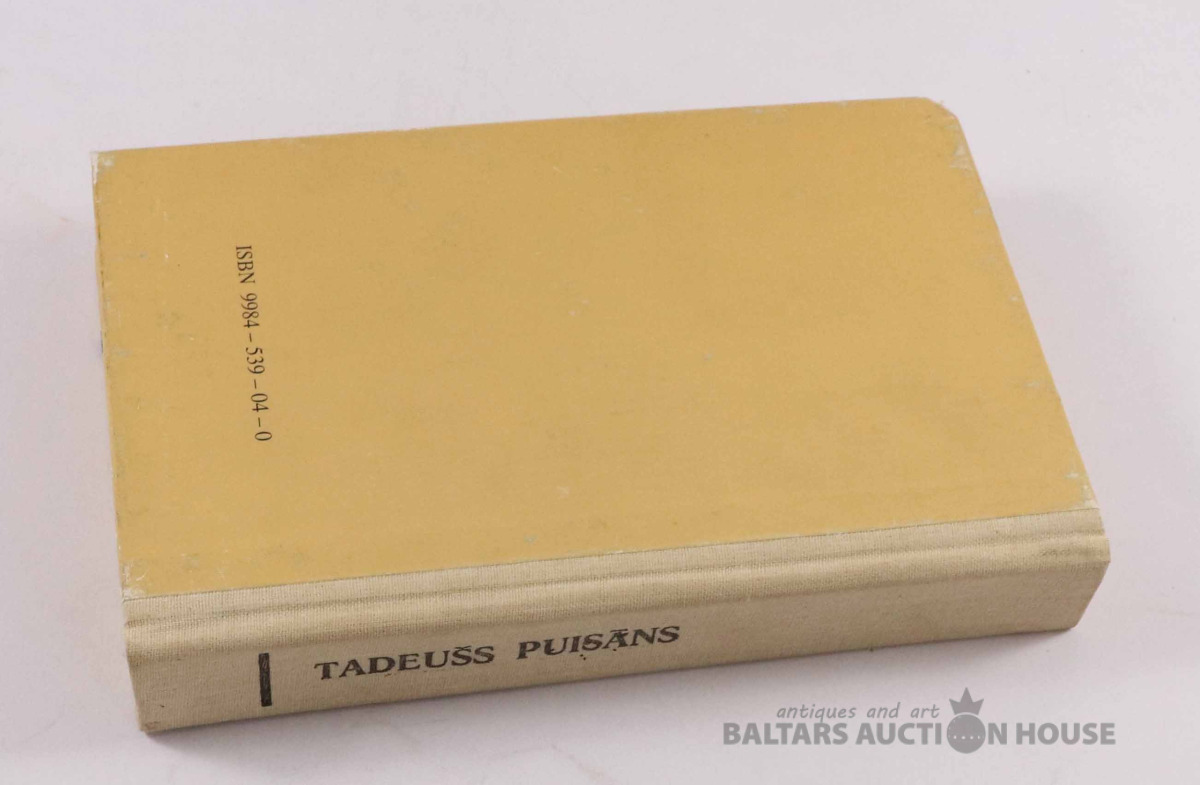 ISBN 9984 – 539 – 04 – 0
TADEUŠS PUISĀNS
antiques and art
BALTARS AUCTION HOUSE